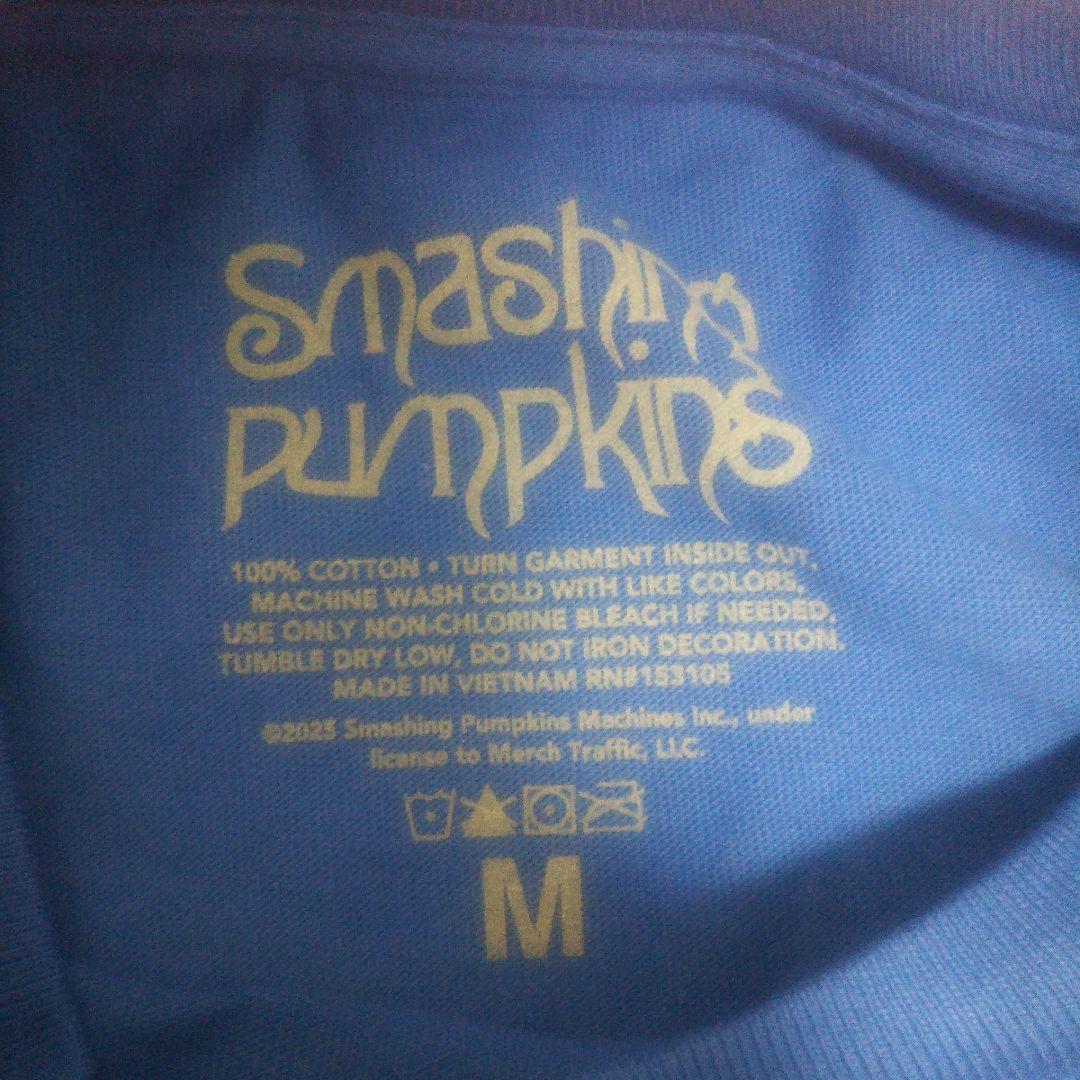 Smashing
pumpkins
100% COTTON • TURN GARMENT INSIDE OUT,
MACHINE WASH COLD WITH LIKE COLORS.
USE ONLY NON-CHLORINE BLEACH IF NEEDED.
TUMBLE DRY LOW, DO NOT IRON DECORATION.
MADE IN VIETNAM RN#153105
©2025 Smashing Pumpkins Machines Inc., under
license to Merch Traffic, LLC.
M